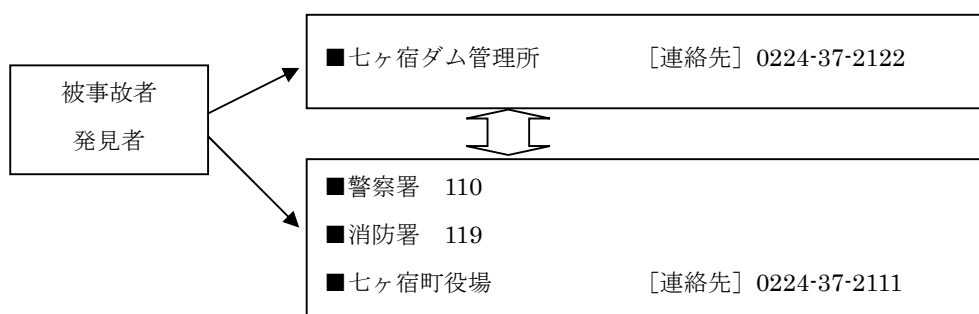 被事故者
発見者
■七ヶ宿ダム管理所 [連絡先] 0224-37-2122
■警察署 110
■消防署 119
■七ヶ宿町役場 [連絡先] 0224-37-2111